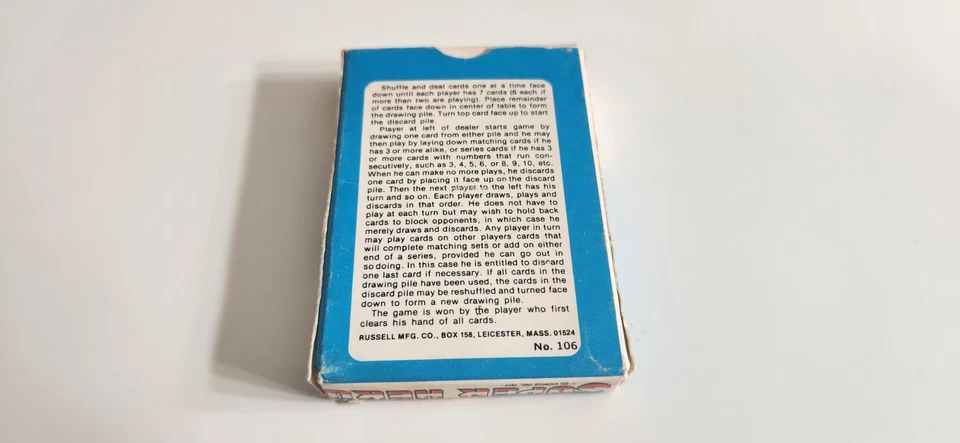 Shuffle and deal cards one at a time face
down until each player has 7 cards (6 each if
more than two are playing). Place remainder
of cards face down in center of table to form
the drawing pile. Turn top card face up to start
the discard pile.
Player at left of dealer starts game by
drawing one card from either pile and he may
then play by laying down matching cards if he
has 3 or more alike, or series cards if he has 3
or more cards with numbers that run con-
secutively, such as 3, 4, 5, 6, or 8, 9, 10, etc.
When he can make no more plays, he discards
one card by placing it face up on the discard
pile. Then the next player to the left has his
turn and so on. Each player draws, plays and
discards in that order. He does not have to
play at each turn but may wish to hold back
cards to block opponents, in which case he
merely draws and discards. Any player in turn
may play cards on other players cards that
will complete matching sets or add on either
end of a series, provided he can go out in
so doing. In this case he is entitled to discard
one last card if necessary. If all cards in the
drawing pile have been used, the cards in the
discard pile may be reshuffled and turned face
down to form a new drawing pile.
The game is won by the player who first
clears his hand of all cards.
RUSSELL MFG. CO., BOX 158, LEICESTER, MASS. 01524
No. 106
SUPER HERO